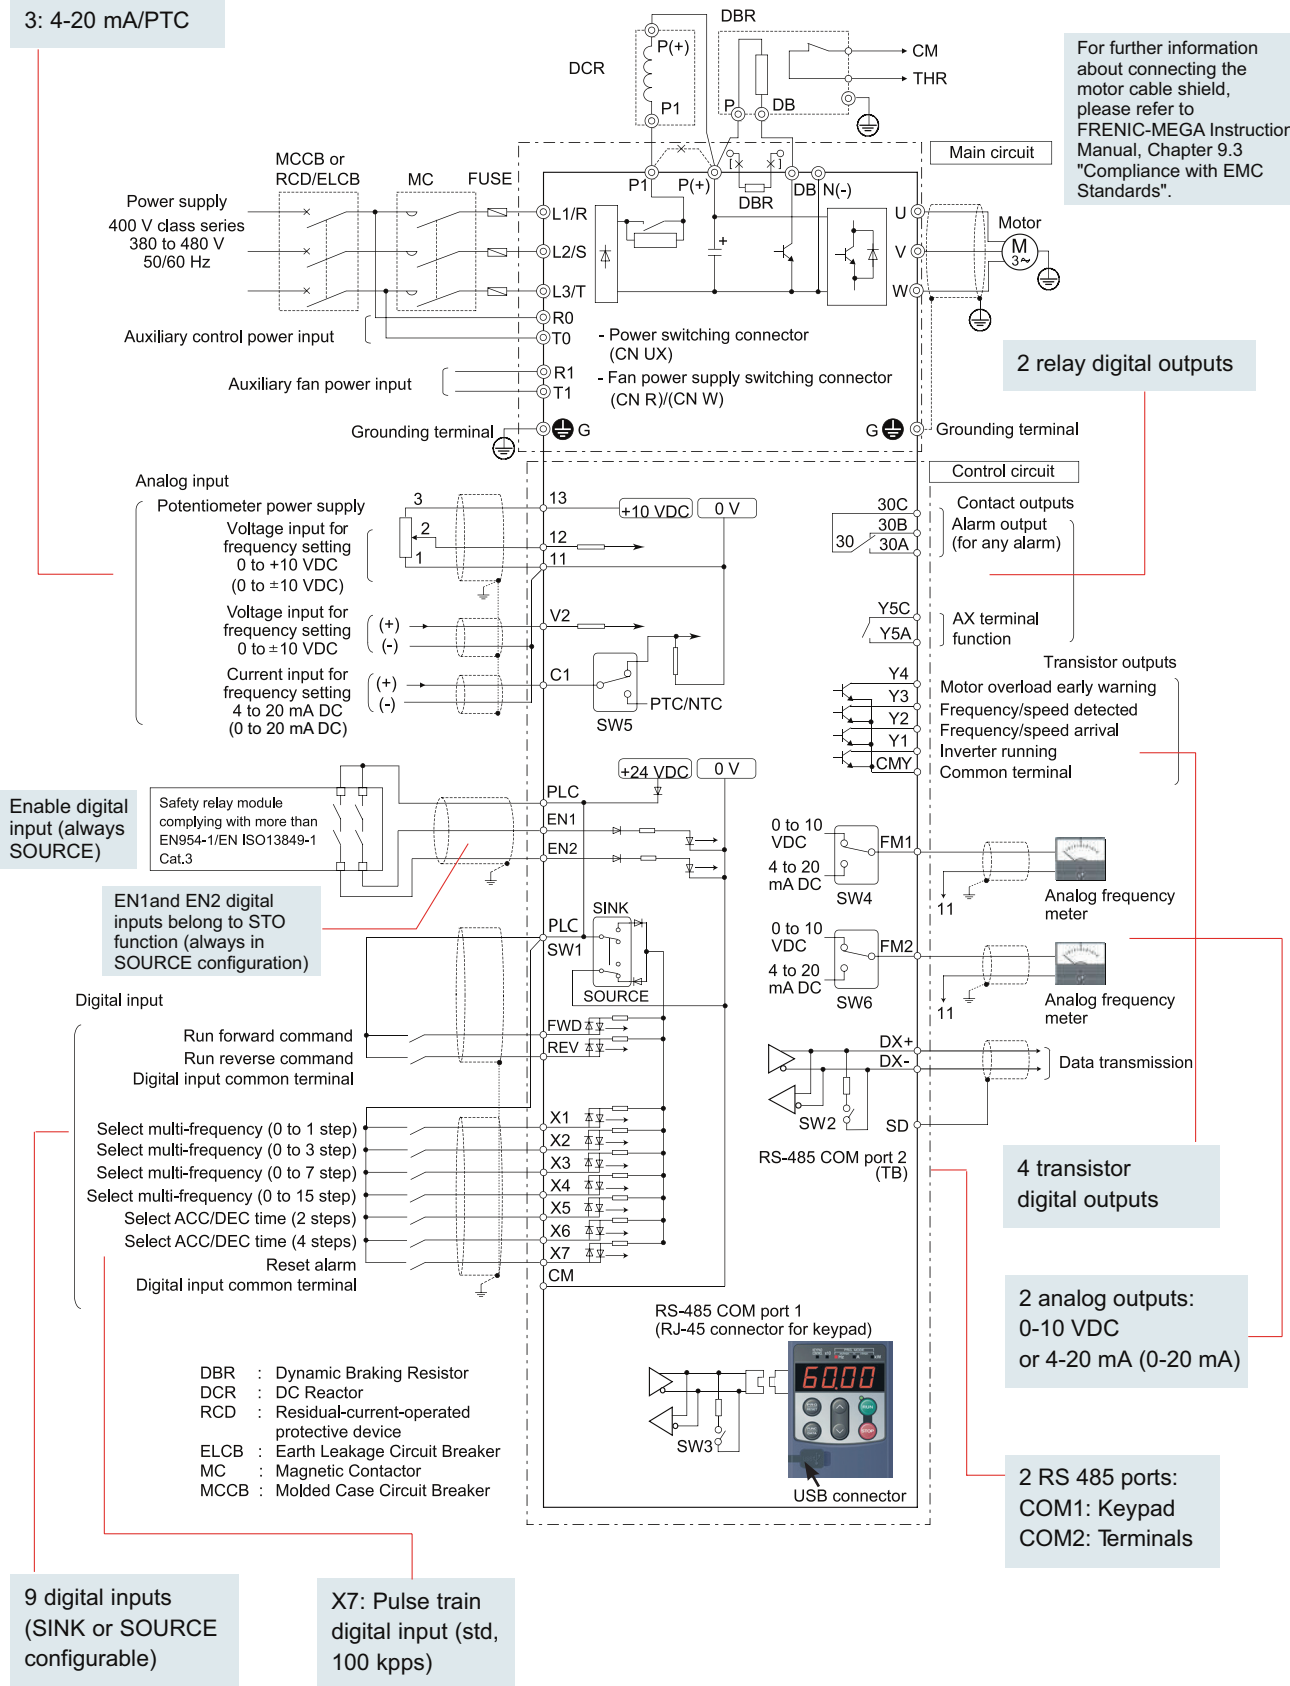 3: 4-20 mA/PTC
DBR
P(+)
DCR
P1
CM
THR
P
DB
For further information
about connecting the
motor cable shield,
please refer to
FRENIC-MEGA Instruction
Manual, Chapter 9.3
"Compliance with EMC
Standards".
Main circuit
MCCB or
RCD/ELCB
MC
FUSE
P1
P(+)
[
]
DBR
DB
N(-)
Power supply
400 V class series
380 to 480 V
50/60 Hz
L1/R
L2/S
L3/T
+
U
V
W
Motor
M
3~
R0
T0
Auxiliary control power input
- Power switching connector
(CN UX)
R1
T1
Auxiliary fan power input
- Fan power supply switching connector
(CN R)/(CN W)
2 relay digital outputs
Grounding terminal
G
G
Grounding terminal
Control circuit
Analog input
Potentiometer power supply
3
13
+10 VDC
0 V
Voltage input for
frequency setting
0 to +10 VDC
(0 to ±10 VDC)
2
12
1
11
30C
30B
30A
30
Contact outputs
Alarm output
(for any alarm)
Voltage input for
frequency setting
0 to ±10 VDC
(+)
(-)
V2
Y5C
Y5A
AX terminal
function
Current input for
frequency setting
4 to 20 mA DC
(0 to 20 mA DC)
(+)
(-)
C1
PTC/NTC
SW5
Transistor outputs
Y4
Motor overload early warning
Y3
Frequency/speed detected
Y2
Frequency/speed arrival
Y1
Inverter running
CMY
Common terminal
Enable digital
input (always
SOURCE)
Safety relay module
complying with more than
EN954-1/EN ISO13849-1
Cat.3
+24 VDC
0 V
PLC
EN1
EN2
0 to 10
VDC
4 to 20
mA DC
FM1
SW4
11
Analog frequency
meter
EN1and EN2 digital
inputs belong to STO
function (always in
SOURCE configuration)
PLC
SW1
SINK
SOURCE
0 to 10
VDC
4 to 20
mA DC
FM2
SW6
11
Analog frequency
meter
Digital input
Run forward command
FWD
Run reverse command
REV
Digital input common terminal
DX+
DX-
Data transmission
SW2
SD
RS-485 COM port 2
(TB)
Select multi-frequency (0 to 1 step)
X1
Select multi-frequency (0 to 3 step)
X2
Select multi-frequency (0 to 7 step)
X3
Select multi-frequency (0 to 15 step)
X4
Select ACC/DEC time (2 steps)
X5
Select ACC/DEC time (4 steps)
X6
Reset alarm
X7
Digital input common terminal
CM
4 transistor
digital outputs
2 analog outputs:
0-10 VDC
or 4-20 mA (0-20 mA)
RS-485 COM port 1
(RJ-45 connector for keypad)
60.00
RUN
STOP
SW3
USB connector
DBR : Dynamic Braking Resistor
DCR : DC Reactor
RCD : Residual-current-operated
protective device
ELCB : Earth Leakage Circuit Breaker
MC : Magnetic Contactor
MCCB : Molded Case Circuit Breaker
2 RS 485 ports:
COM1: Keypad
COM2: Terminals
9 digital inputs
(SINK or SOURCE
configurable)
X7: Pulse train
digital input (std,
100 kpps)